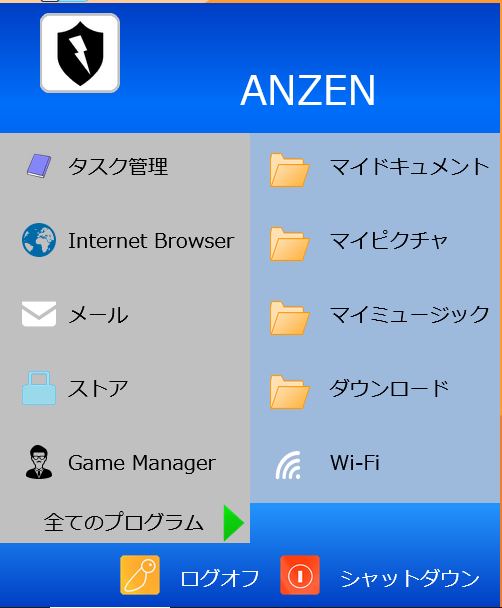 ANZEN
タスク管理
Internet Browser
メール
ストア
Game Manager
全てのプログラム
マイドキュメント
マイピクチャ
マイミュージック
ダウンロード
Wi-Fi
ログオフ
シャットダウン